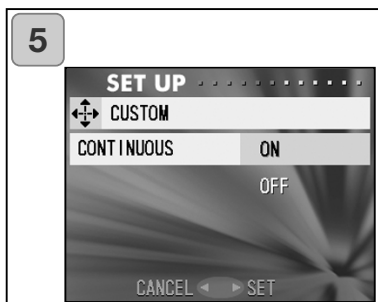 5
SET UP
CUSTOM
CONTINUOUS ON
OFF
CANCEL SET